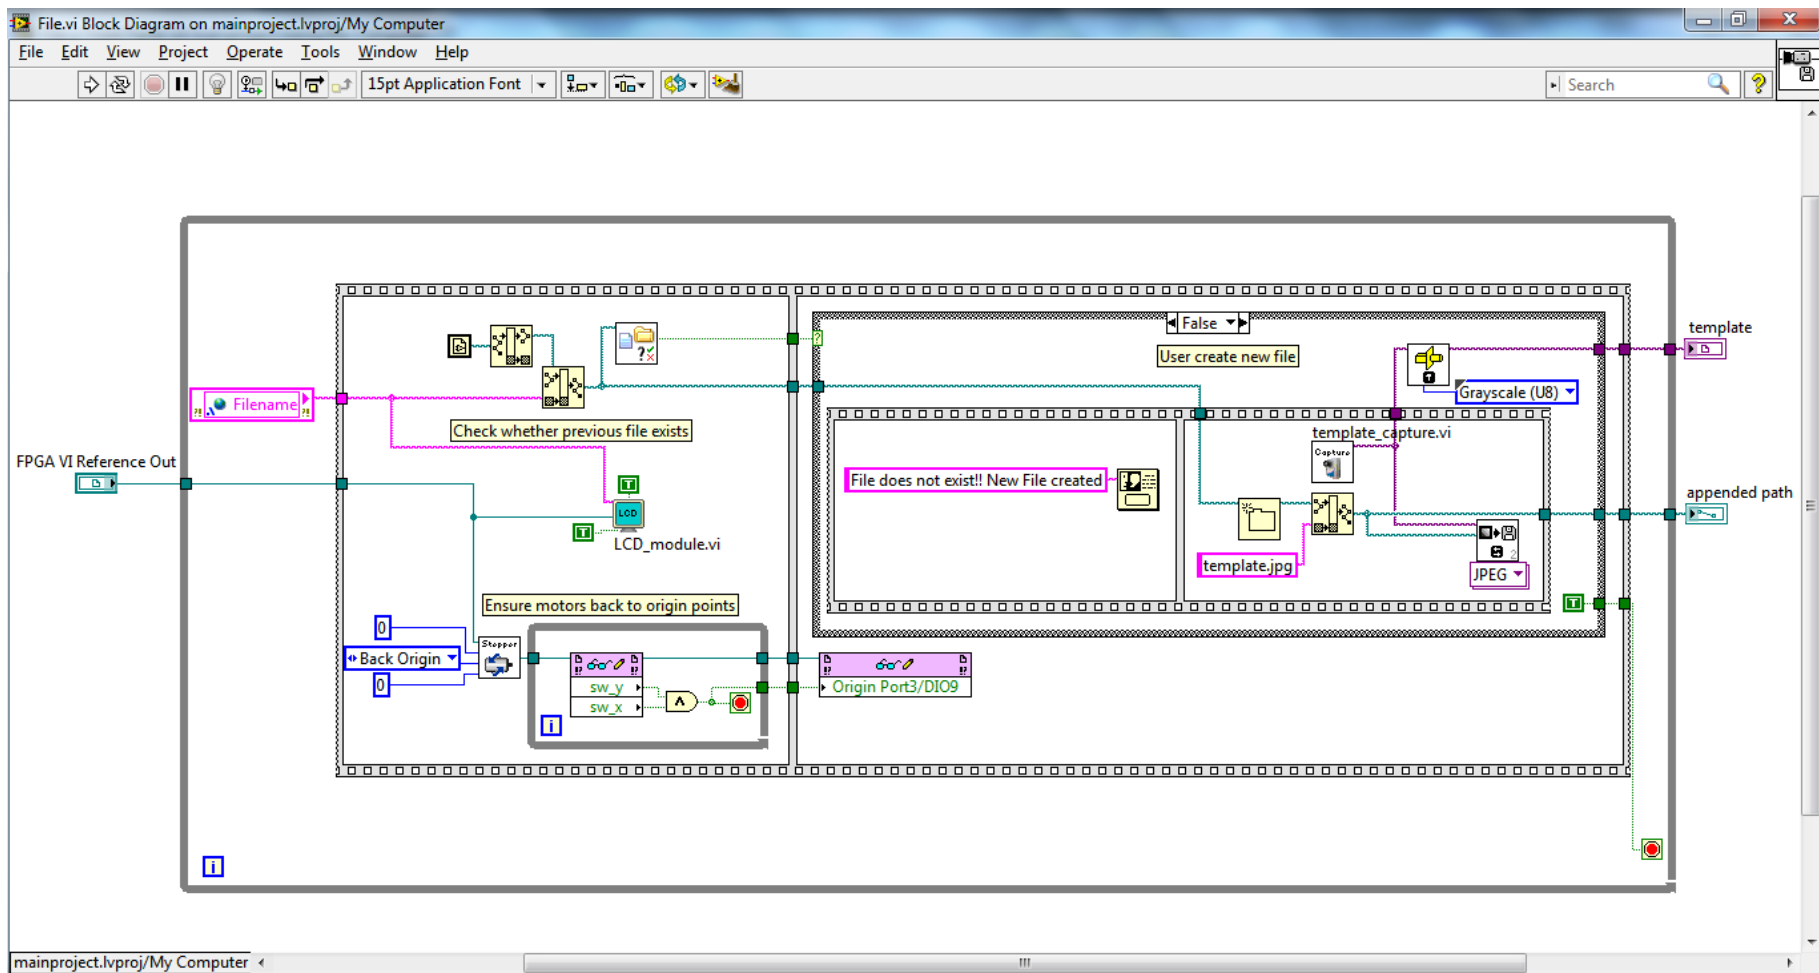 File.vi Block Diagram on mainproject.lvproj/My Computer
File Edit View Project Operate Tools Window Help
15pt Application Font
Search
?
False
template
User create new file
Grayscale (U8)
Filename
Check whether previous file exists
template_capture.vi
Capture
FPGA VI Reference Out
File does not exist!! New File created
appended path
T
LCD
T
LCD_module.vi
template.jpg
2
JPEG
Ensure motors back to origin points
T
0
Stepper
Back Origin
0
sw_y
sw_x
Origin Port3/DIO9
i
i
mainproject.lvproj/My Computer